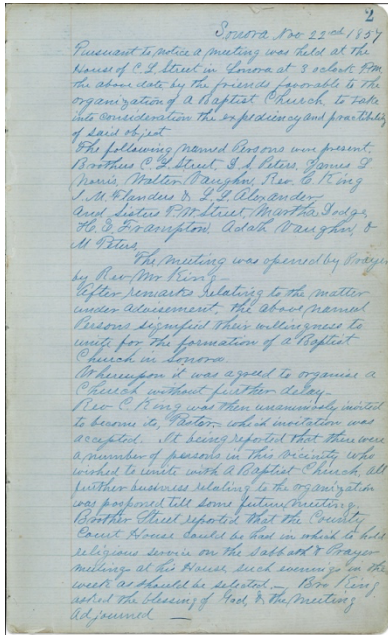 2
Sonora Nov 22nd 1857
Pursuant to notice a meeting was held at the
House of C. L. Street in Sonora at 3 oclock P.M.
the above date by the friends favorable to the
organization of A Baptist Church, to take
into consideration the expediency and practibility
of said object
The following named Persons were present,
Brothers C. L. Street, D. S. Peters, James L
Norris, Walter Vaughn, Rev. C. King
J. M. Flanders & L. L. Alexander
And Sisters P. W. Street, Martha Dodge,
H. E. Frampton, Adah Vaughn, &
M Peters,
The meeting was opened by Prayer
by Rev Mr King—
After remarks relating to the matter
under advisement, the above named
Persons signified their willingness to
unite for the formation of a Baptist
Church in Sonora
Whereupon it was agreed to organise a
Church without further delay—
Rev C. King was then unanimously invited
to become its, Pastor, which invitation was
accepted. It being reported that there were
a number of persons in this vicinity who
wished to unite with A Baptist Church, all
further business relating to the organization
was posponed till some future meeting.
Brother Street reported that the County
Court House could be had in which to hold
religious service on the Sabbath & Prayer
meeting at his House such evenings in the
week as should be selected,— Bro King
asked the blessing of God, & the meeting
Adjourned —